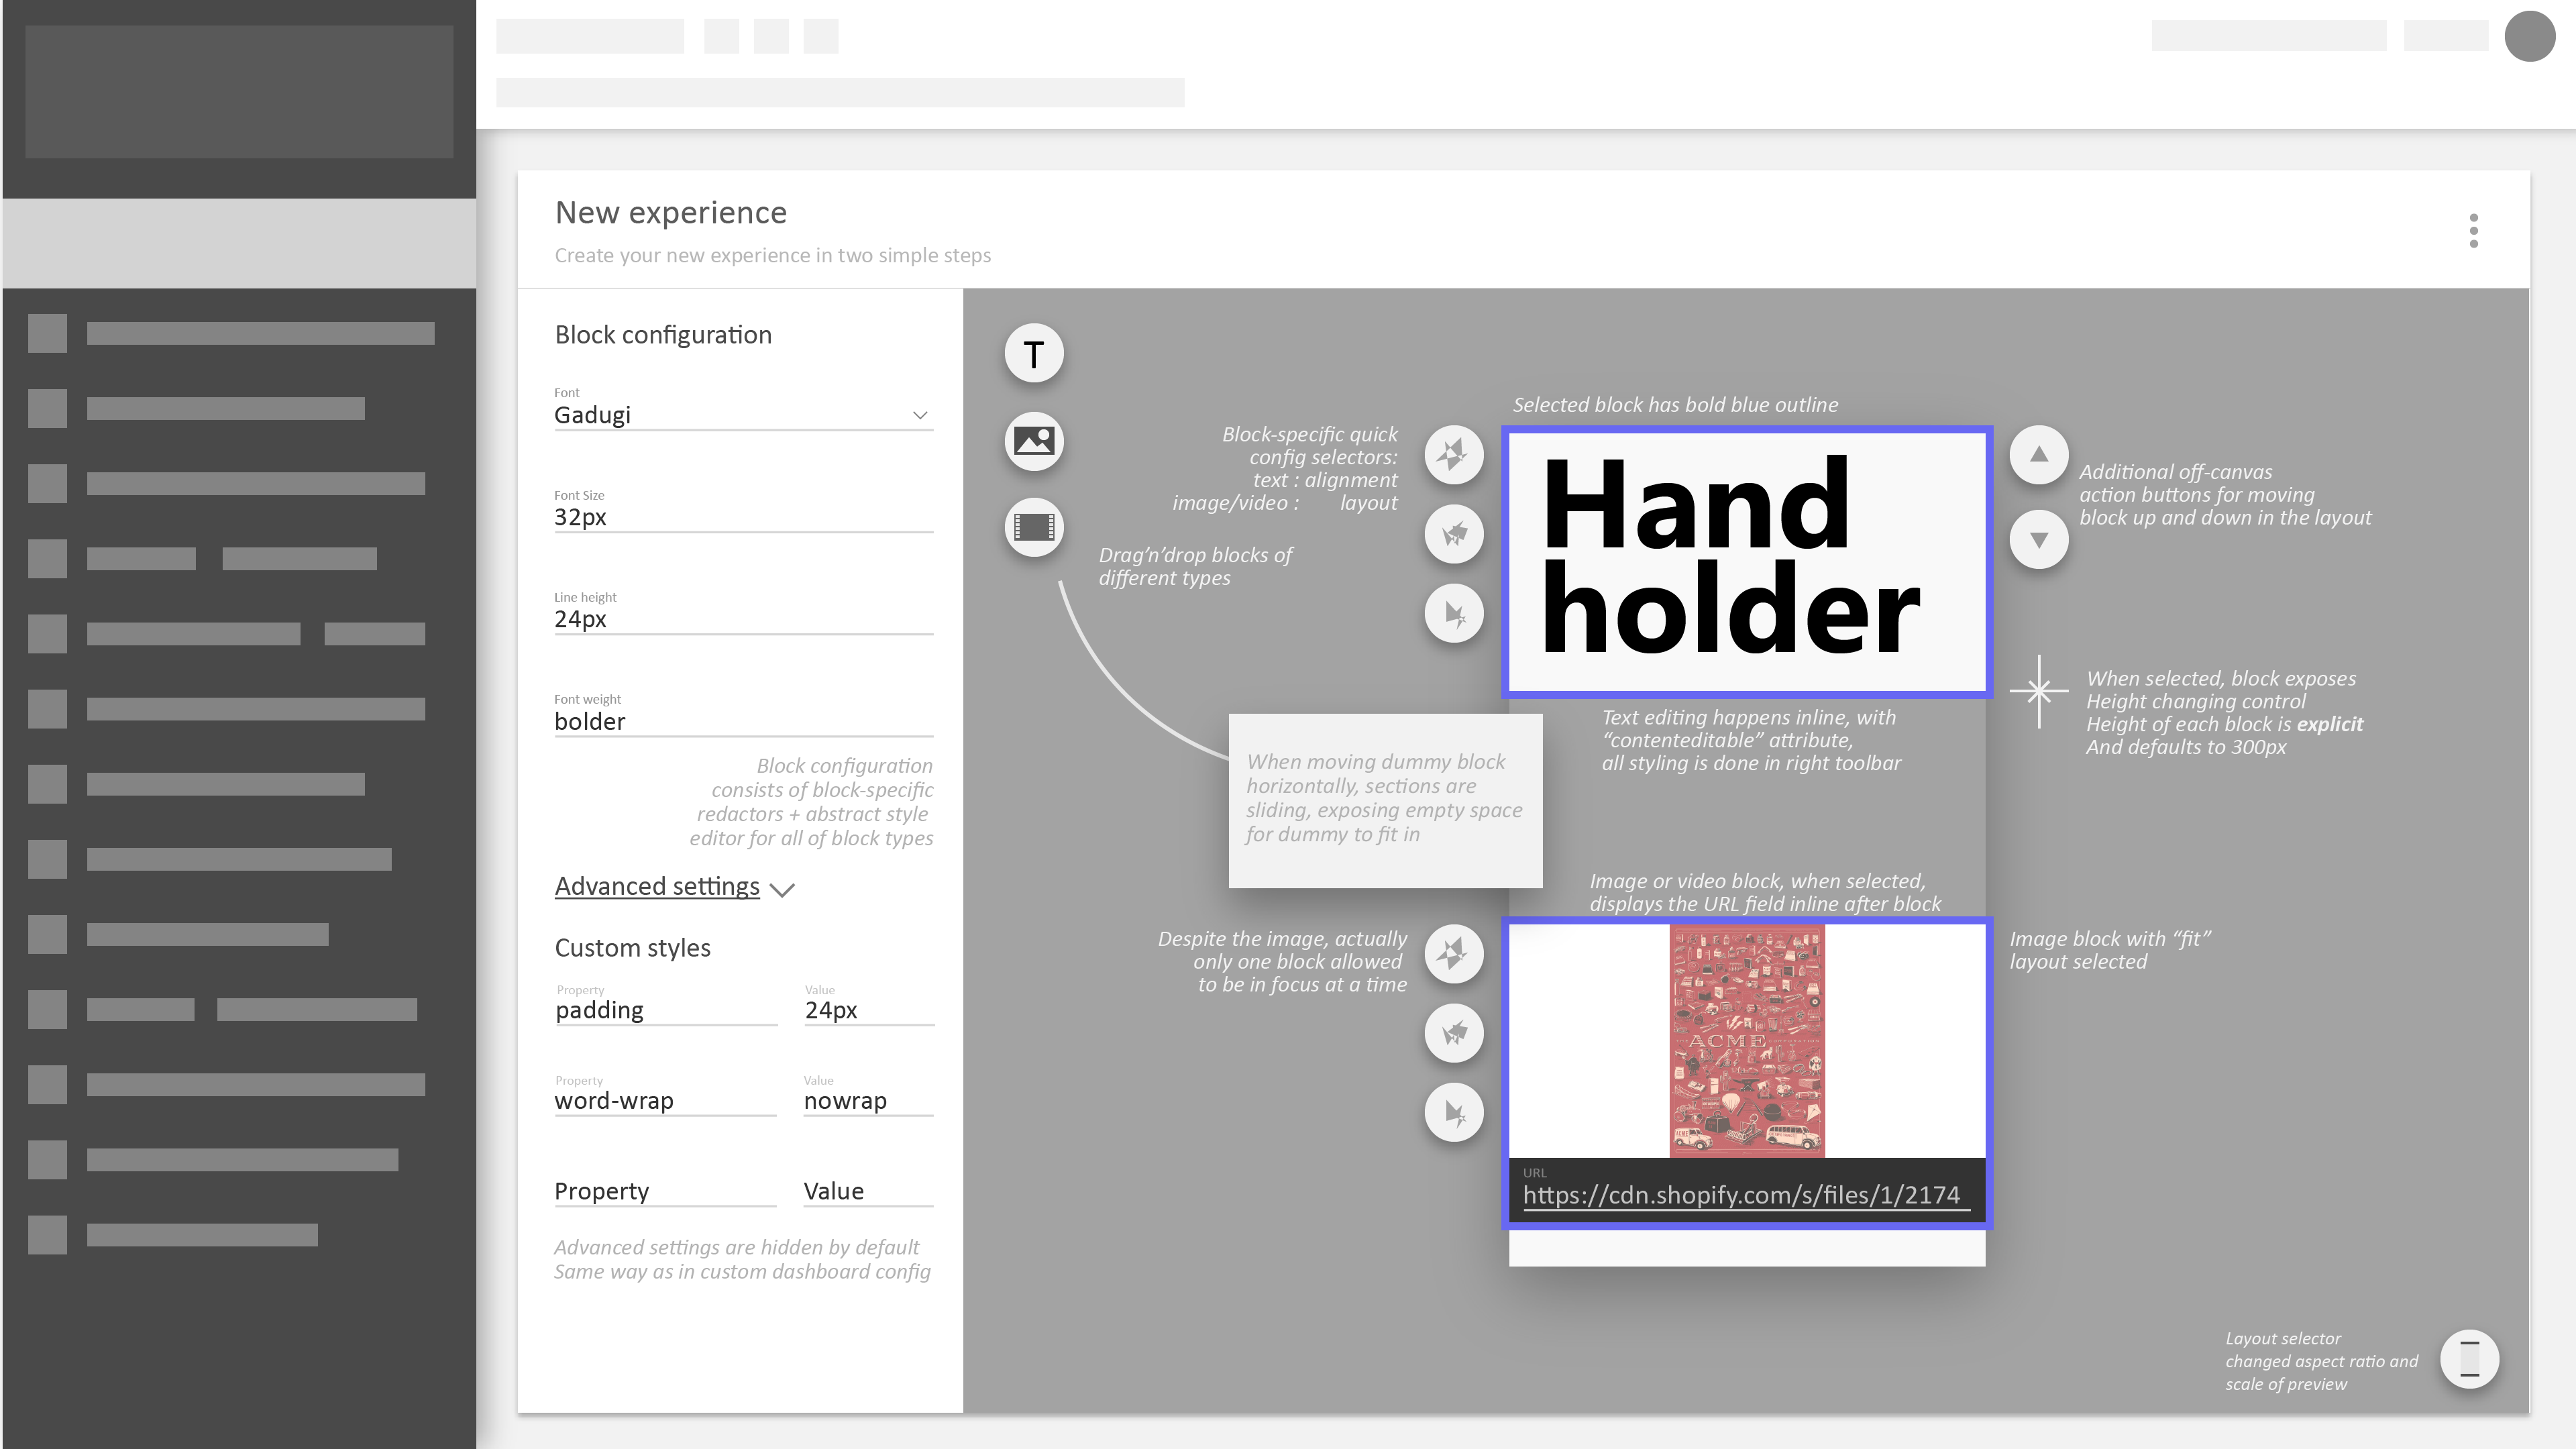 New experience
Create your new experience in two simple steps
Block configuration
Font
Gadugi
Font Size
32px
Line height
24px
Font weight
bolder
Block configuration
consists of block-specific
redactors + abstract style
editor for all of block types
Advanced settings
Custom styles
Property
Value
padding
24px
Property
Value
word-wrap
nowrap
Property
Value
Advanced settings are hidden by default
Same way as in custom dashboard config
T
Drag’n’drop blocks of
different types
Block-specific quick
config selectors:
text : alignment
image/video : layout
Selected block has bold blue outline
Hand
holder
Additional off-canvas
action buttons for moving
block up and down in the layout
When selected, block exposes
Height changing control
Height of each block is explicit
And defaults to 300px
Text editing happens inline, with
“contenteditable” attribute,
all styling is done in right toolbar
When moving dummy block
horizontally, sections are
sliding, exposing empty space
for dummy to fit in
Image or video block, when selected,
displays the URL field inline after block
Despite the image, actually
only one block allowed
to be in focus at a time
Image block with “fit”
layout selected
ACME
URL
https://cdn.shopify.com/s/files/1/2174
Layout selector
changed aspect ratio and
scale of preview